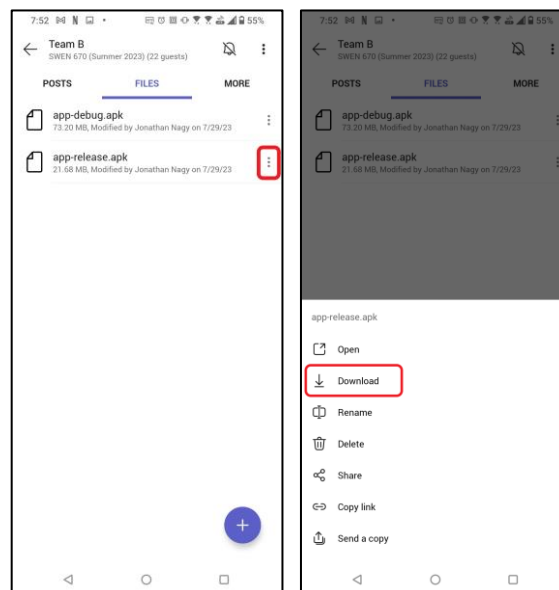 7:52 55%
Team B
SWEN 670 (Summer 2023) (22 guests)
POSTS FILES MORE
app-debug.apk
73.20 MB, Modified by Jonathan Nagy on 7/29/23
app-release.apk
21.68 MB, Modified by Jonathan Nagy on 7/29/23
7:52 55%
Team B
SWEN 670 (Summer 2023) (22 guests)
POSTS FILES MORE
app-debug.apk
73.20 MB, Modified by Jonathan Nagy on 7/29/23
app-release.apk
21.68 MB, Modified by Jonathan Nagy on 7/29/23
app-release.apk
Open
Download
Rename
Delete
Share
Copy link
Send a copy